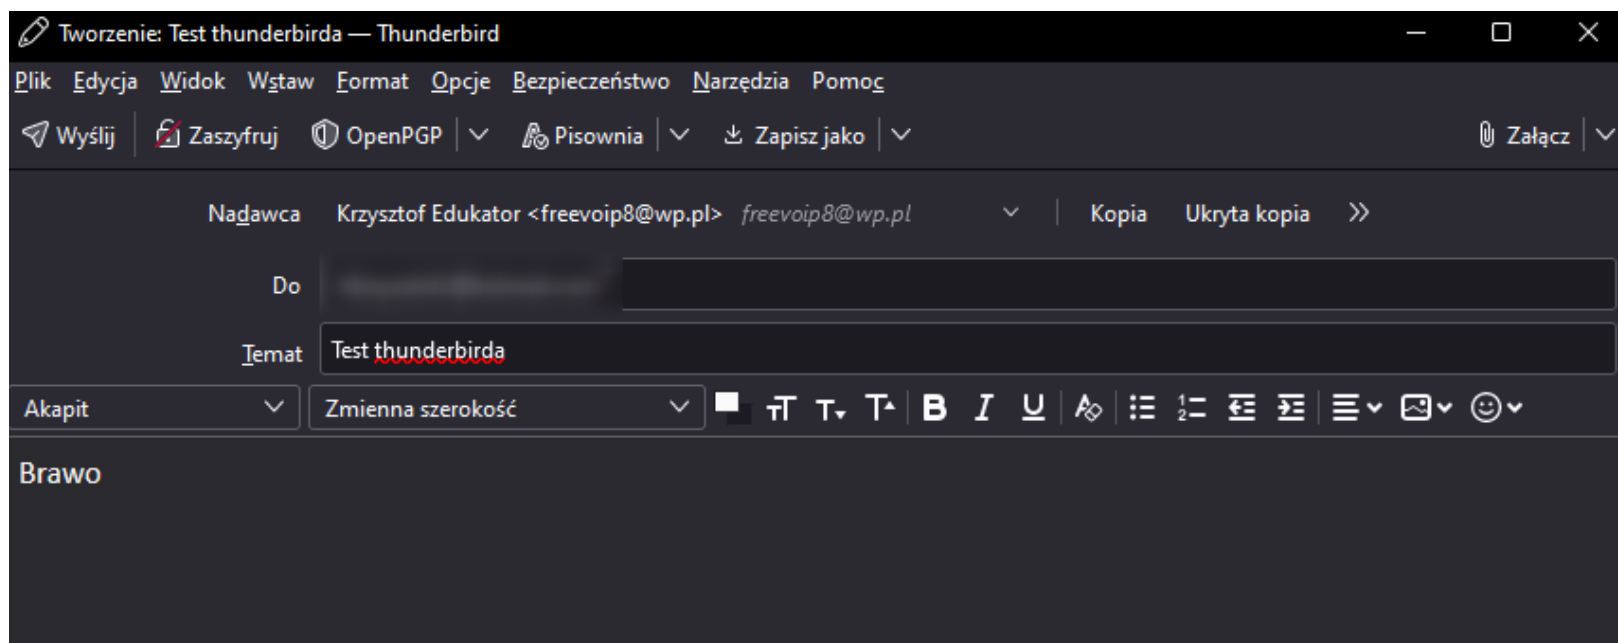 Tworzenie: Test thunderbirda — Thunderbird
Plik Edycja Widok Wstaw Format Opcje Bezpieczeństwo Narzędzia Pomoc
Wyślij Zaszyfruj OpenPGP Pisownia Zapisz jako Załącz
Nadawca Krzysztof Edukator <freevoip8@wp.pl> freevoip8@wp.pl Kopia Ukryta kopia
Do
Temat Test thunderbirda
Akapit Zmienna szerokość
Brawo